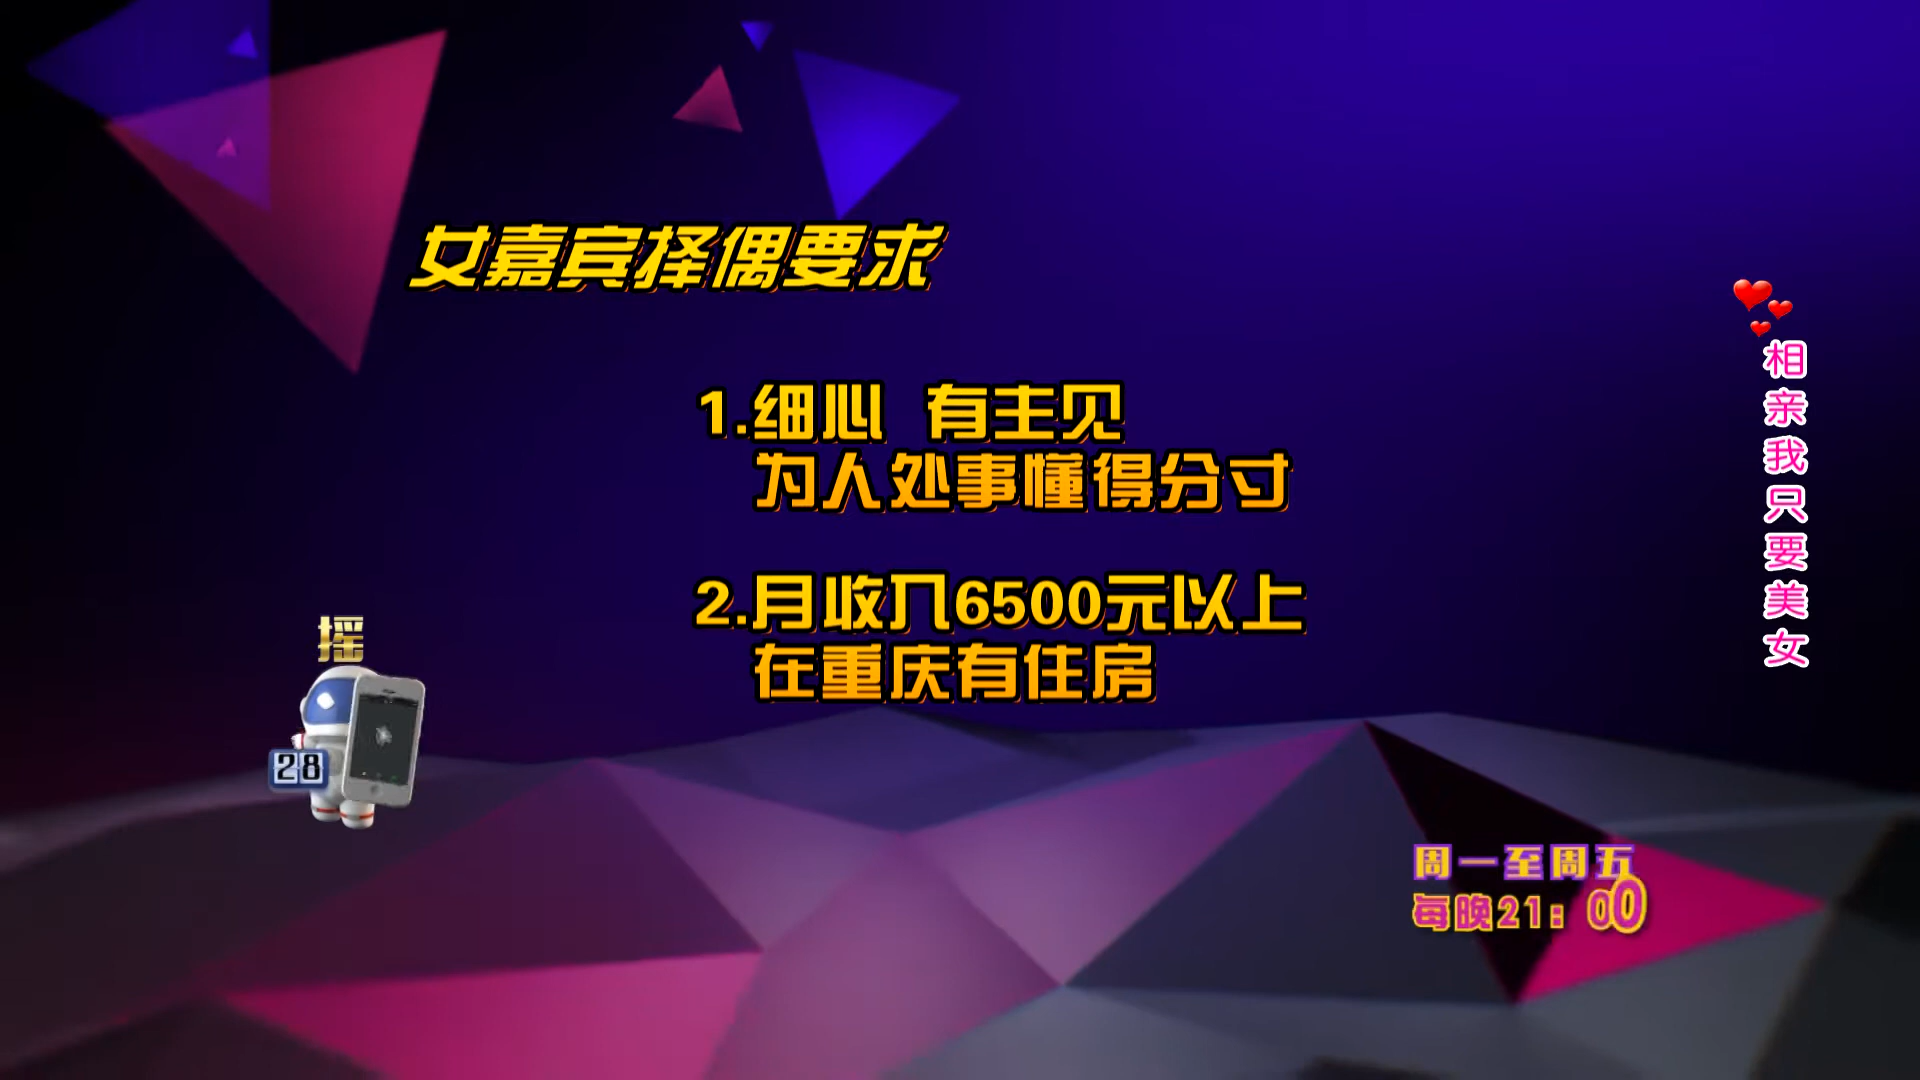 女嘉宾择偶要求
1.细心 有主见
为人处事懂得分寸
2.月收入6500元以上
在重庆有住房
相亲我只要美女
摇
28
周一至周五
每晚21:00